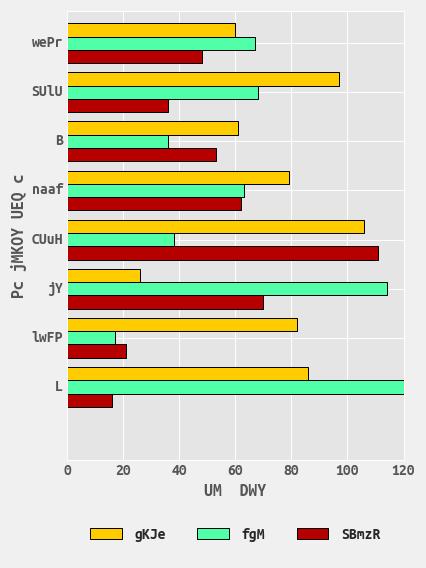 wePr
SUlU
B
naaf
CUuH
jY
lwFP
L
Pc jMKOY UEQ c
0 20 40 60 80 100 120
UM DWY
gKJe fgM SBmzR